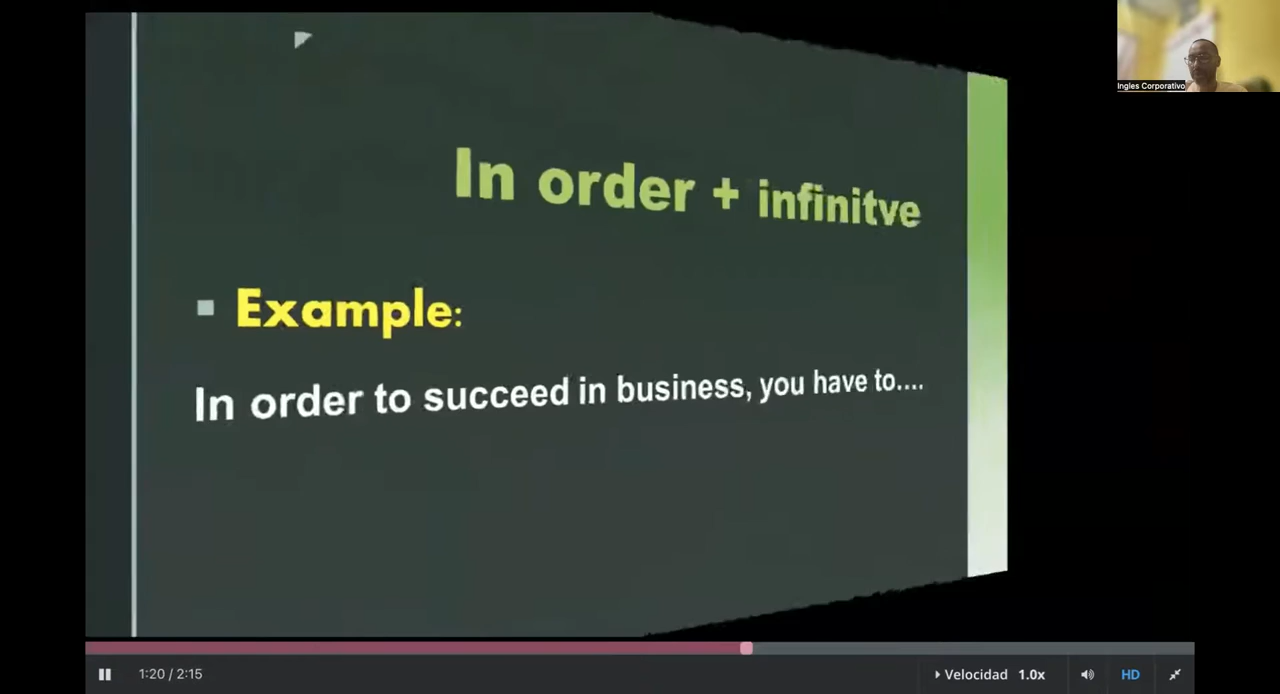 Ingles Corporativo
In order + infinitve
Example:
In order to succeed in business, you have to....
1:20 / 2:15
Velocidad 1.0x
HD